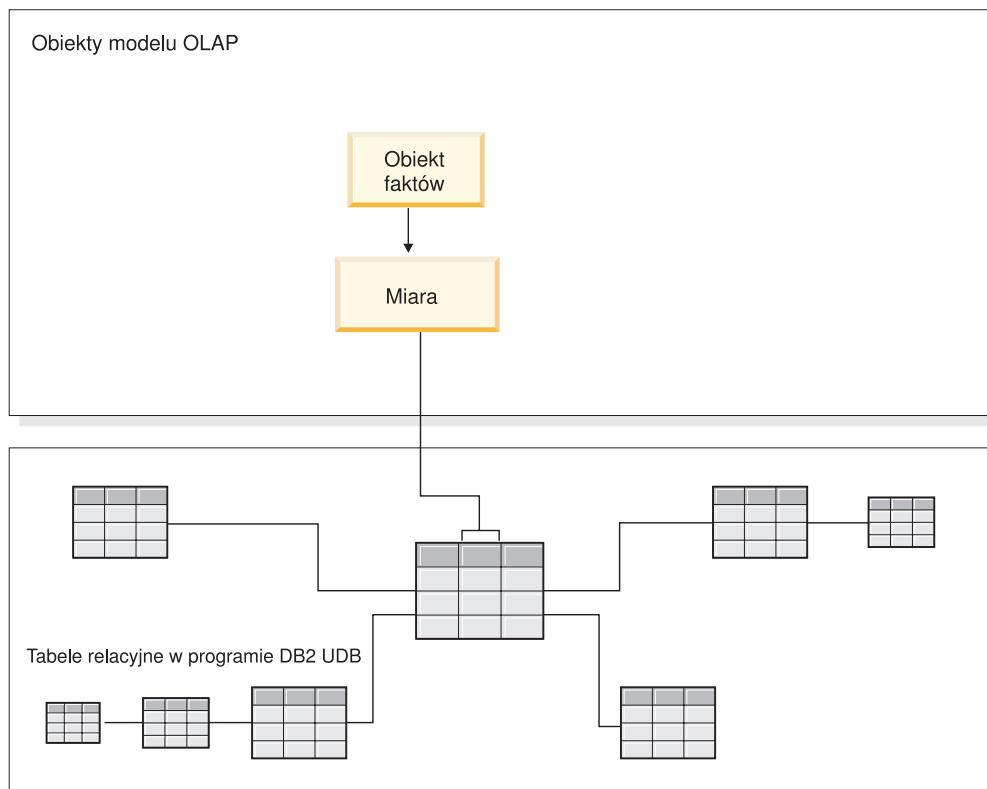 Obiekty modelu OLAP
Obiekt
faktów
Miara
Tabele relacyjne w programie DB2 UDB